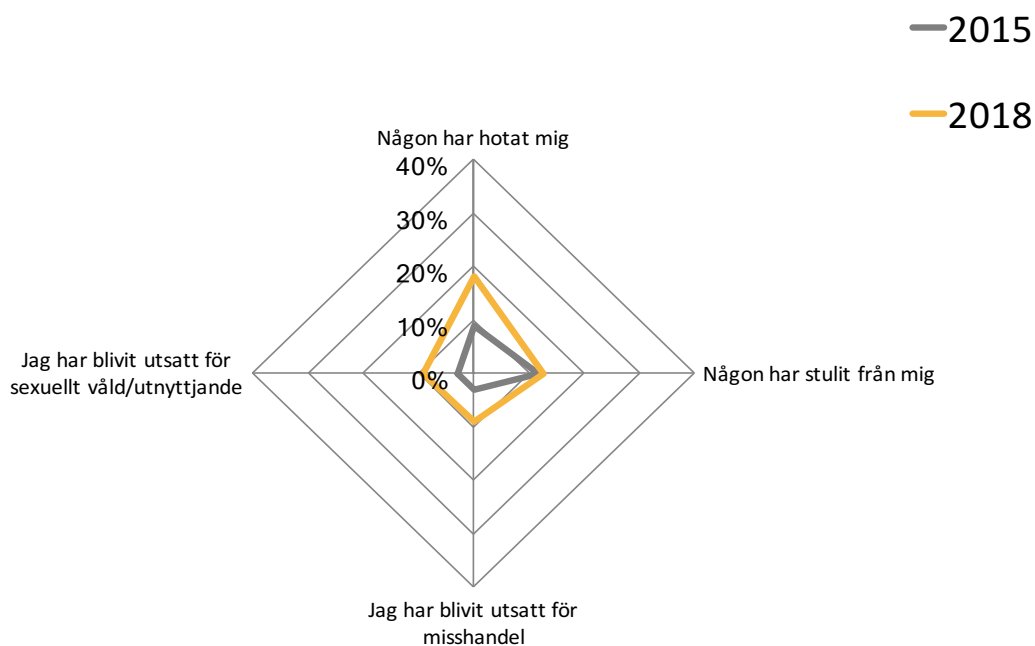 2015
2018
Någon har hotat mig
40%
30%
20%
10%
0%
Jag har blivit utsatt för
sexuellt våld/utnyttjande
Någon har stulit från mig
Jag har blivit utsatt för
misshandel